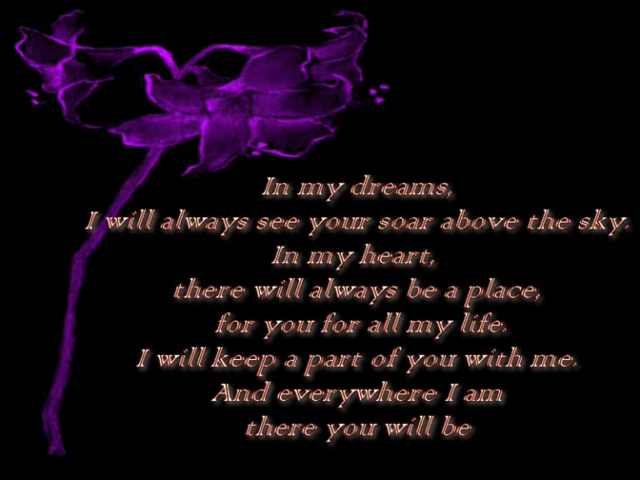 In my dreams,
I will always see your soar above the sky.
In my heart,
there will always be a place,
for you for all my life.
I will keep a part of you with me.
And everywhere I am
there you will be